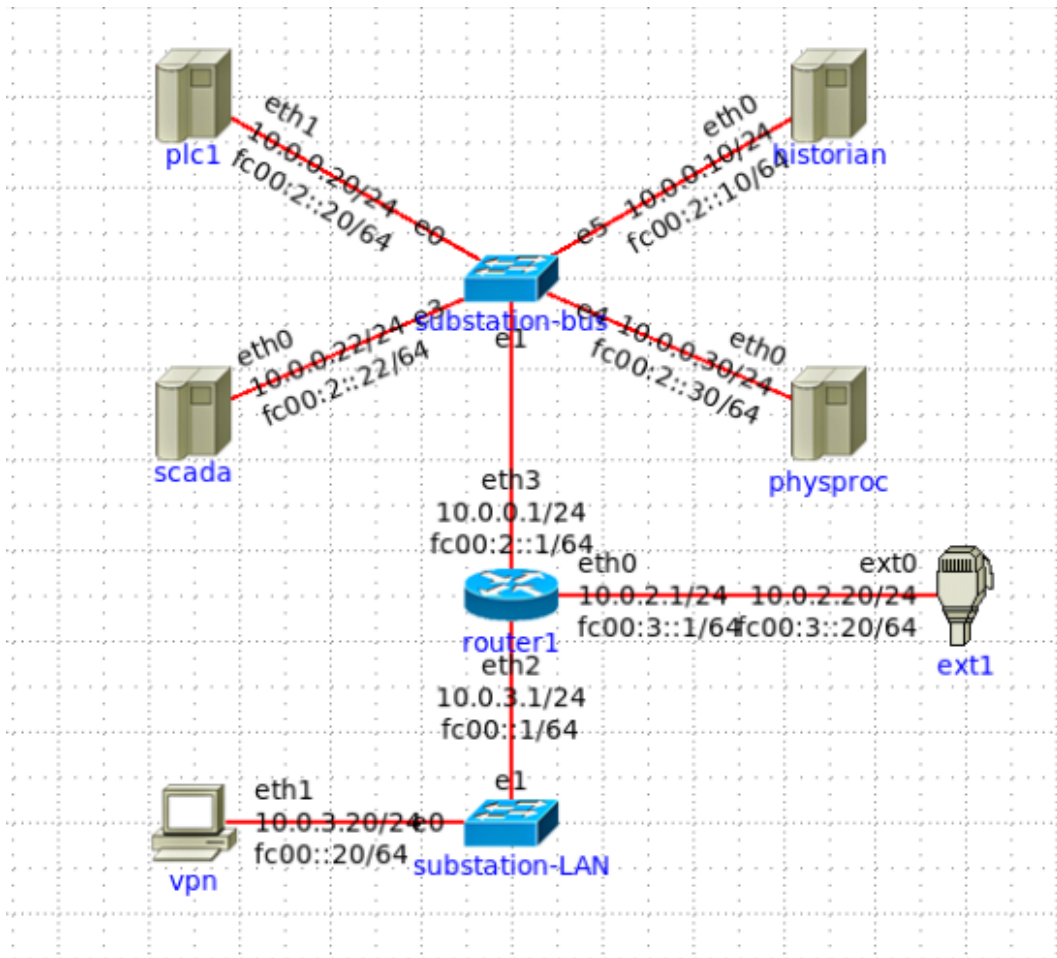 eth1
10.0.0.20/24
fc00:2::20/64
e0
plc1
eth0
10.0.0.10/24
fc00:2::10/64
e5
historian
substation-bus
e3
e4
e1
eth0
10.0.0.22/24
fc00:2::22/64
scada
eth0
10.0.0.30/24
fc00:2::30/64
physproc
eth3
10.0.0.1/24
fc00:2::1/64
router1
eth0
10.0.2.1/24
fc00:3::1/64
ext0
10.0.2.20/24
fc00:3::20/64
ext1
eth2
10.0.3.1/24
fc00::1/64
e1
eth1
10.0.3.20/24
fc00::20/64
e0
vpn
substation-LAN